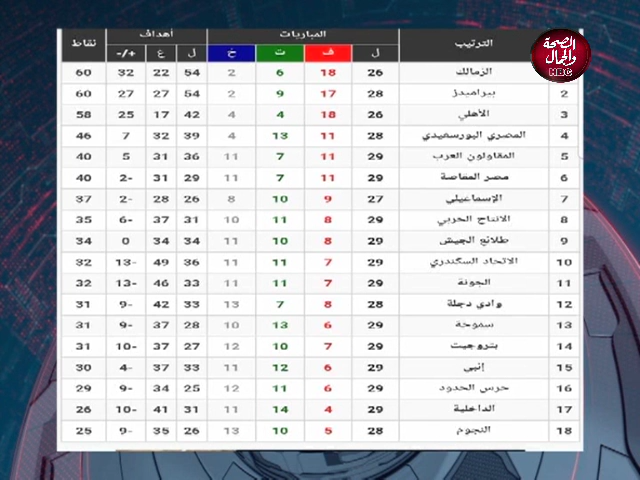 الصحة
والجمال
MBC
الترتيب المباريات أهداف نقاط
ل ف ت خ ل ع +/-
الزمالك 26 18 6 2 54 22 32 60
2 بيراميدز 28 17 9 2 54 27 27 60
3 الأهلي 26 18 4 4 42 17 25 58
4 المصري البورسعيدي 28 11 13 4 39 32 7 46
5 المقاولون العرب 29 11 7 11 36 31 5 40
6 مصر المقاصة 29 11 7 11 29 31 2- 40
7 الإسماعيلي 27 9 10 8 26 28 2- 37
8 الانتاج الحربي 29 8 11 10 31 37 6- 35
9 طلائع الجيش 29 8 10 11 34 34 0 34
10 الاتحاد السكندري 29 7 11 11 36 49 13- 32
11 الجونة 29 7 11 11 33 46 13- 32
12 وادي دجلة 28 8 7 13 33 42 9- 31
13 سموحة 29 6 13 10 28 37 9- 31
14 بتروجيت 29 7 10 12 27 37 10- 31
15 إنبي 29 6 12 11 33 37 4- 30
16 حرس الحدود 29 6 11 12 25 34 9- 29
17 الداخلية 29 4 14 11 31 41 10- 26
18 النجوم 28 5 10 13 26 35 9- 25